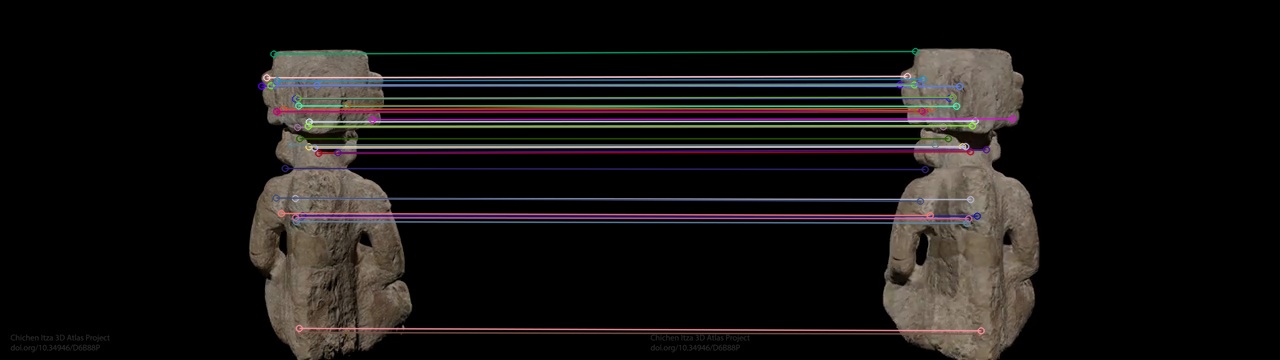 Chichen Itza 3D Atlas Project
doi.org/10.34946/D6B88P
Chichen Itza 3D Atlas Project
doi.org/10.34946/D6B88P